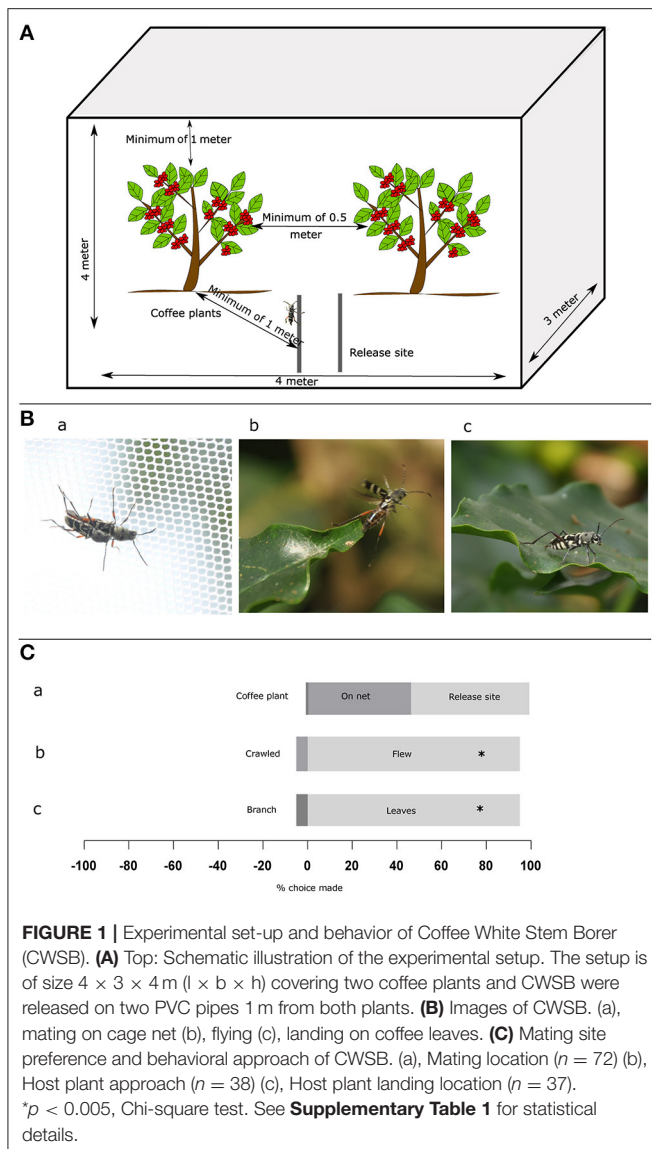 A
Minimum of 1 meter
4 meter
Minimum of 0.5
meter
Minimum of 1 meter
Coffee plants
Release site
3 meter
4 meter
B
a
b
c
C
a
Coffee plant
On net
Release site
b
Crawled
Flew
*
c
Branch
Leaves
*
-100 -80 -60 -40 -20 0 20 40 60 80 100
% choice made
FIGURE 1 | Experimental set-up and behavior of Coffee White Stem Borer
(CWSB). (A) Top: Schematic illustration of the experimental setup. The setup is
of size 4 × 3 × 4 m (l × b × h) covering two coffee plants and CWSB were
released on two PVC pipes 1 m from both plants. (B) Images of CWSB. (a),
mating on cage net (b), flying (c), landing on coffee leaves. (C) Mating site
preference and behavioral approach of CWSB. (a), Mating location (n = 72) (b),
Host plant approach (n = 38) (c), Host plant landing location (n = 37).
*p < 0.005, Chi-square test. See Supplementary Table 1 for statistical
details.